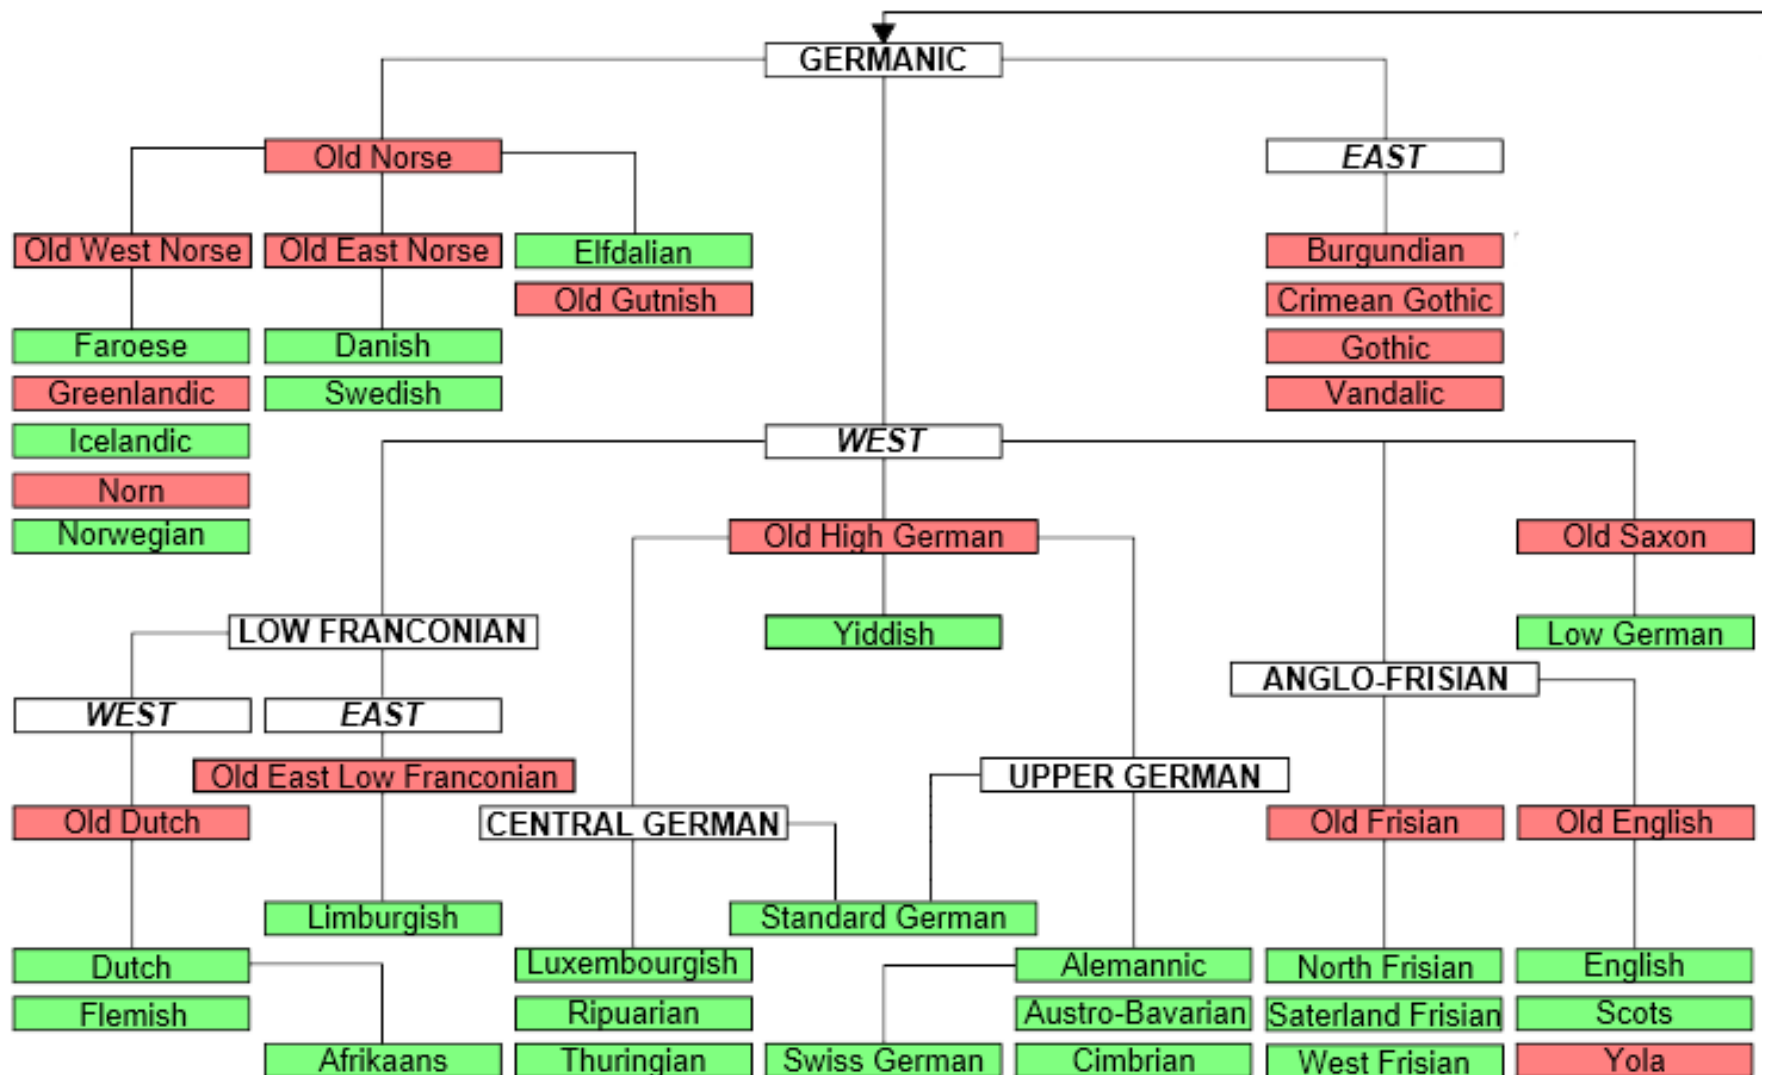 GERMANIC
Old Norse
EAST
Old West Norse
Old East Norse
Elfdalian
Burgundian
Old Gutnish
Crimean Gothic
Faroese
Danish
Gothic
Greenlandic
Swedish
Vandalic
Icelandic
WEST
Norn
Norwegian
Old High German
Old Saxon
LOW FRANCONIAN
Yiddish
Low German
ANGLO-FRISIAN
WEST
EAST
Old East Low Franconian
UPPER GERMAN
Old Dutch
CENTRAL GERMAN
Old Frisian
Old English
Limburgish
Standard German
Dutch
Luxembourgish
Alemannic
North Frisian
English
Flemish
Ripuarian
Austro-Bavarian
Saterland Frisian
Scots
Afrikaans
Thuringian
Swiss German
Cimbrian
West Frisian
Yola